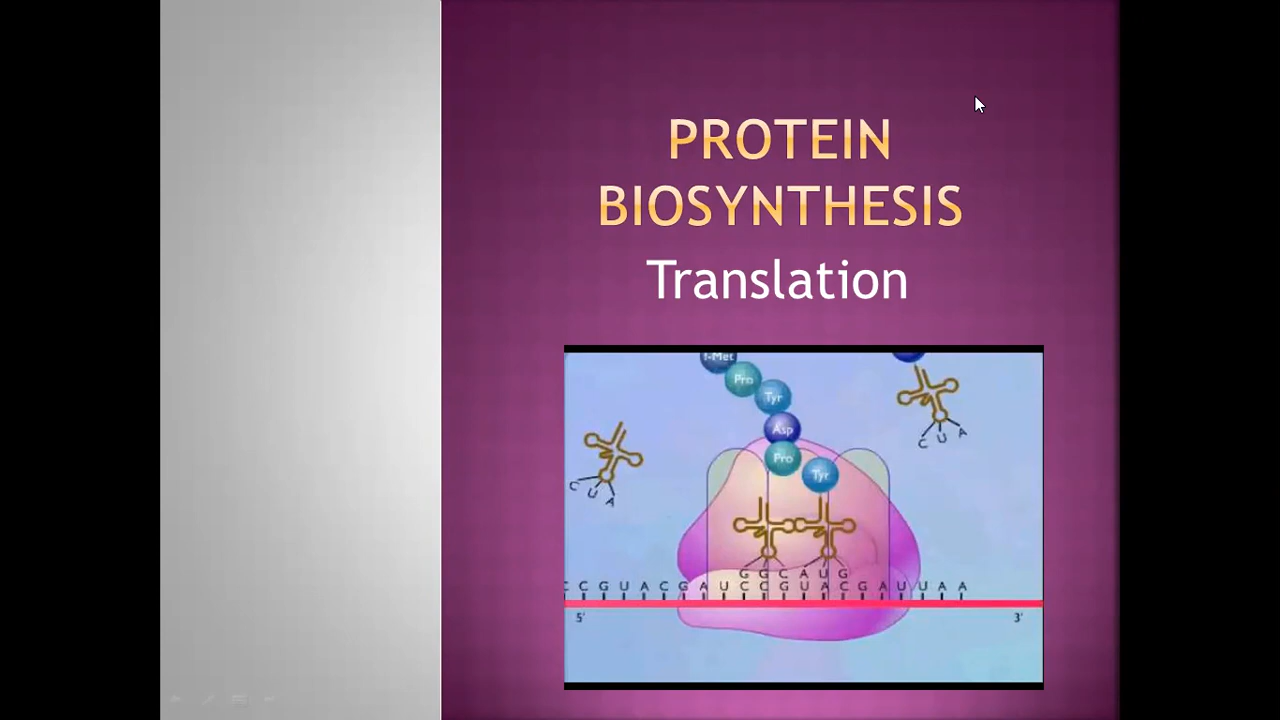 PROTEIN
BIOSYNTHESIS
Translation
f-Met
Pro
Tyr
Asp
Pro
Tyr
C U A
C U A
G G C A U G
C C G U A C G A U C C G U A C G A U U A A
5' 3'